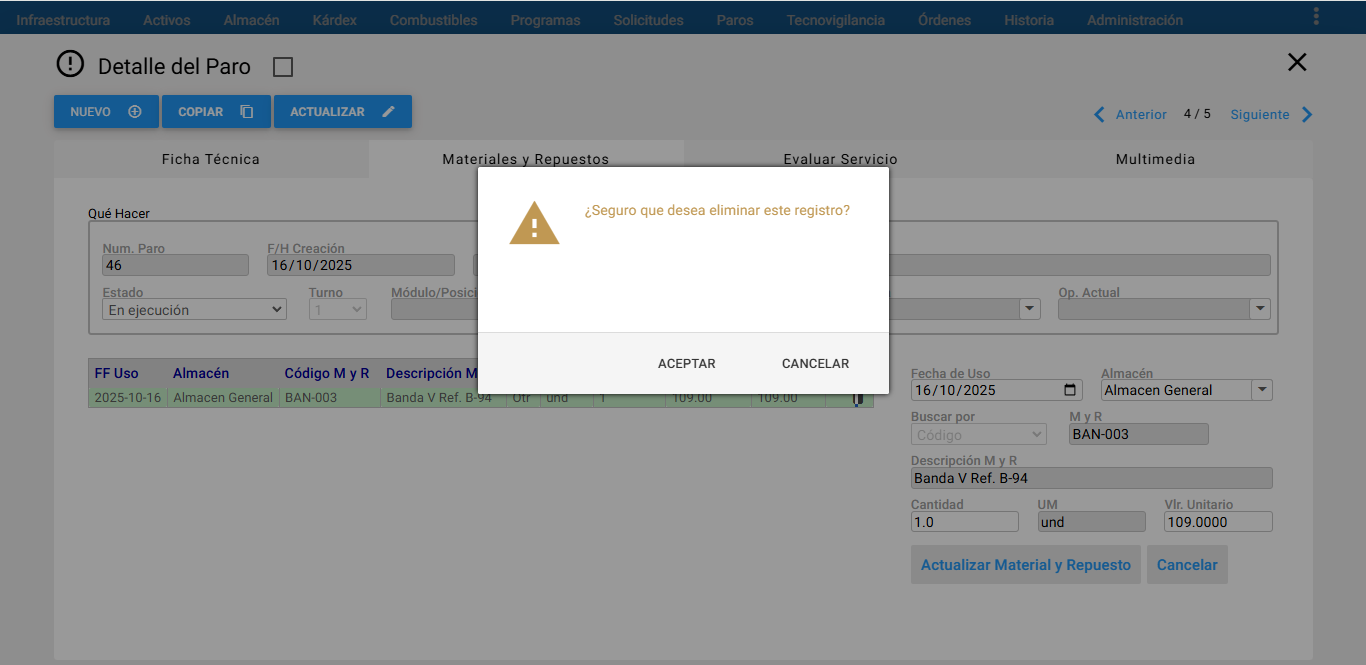 Infraestructura Activos Almacén Kárdex Combustibles Programas Solicitudes Paros Tecnovigilancia Órdenes Historia Administración
Detalle del Paro
NUEVO COPIAR ACTUALIZAR
Anterior 4 / 5 Siguiente
Ficha Técnica Materiales y Repuestos Evaluar Servicio Multimedia
¿Seguro que desea eliminar este registro?
ACEPTAR CANCELAR
Qué Hacer
Num. Paro F/H Creación
46 16/10/2025
Estado Turno Módulo/Posici Op. Actual
En ejecución 1
FF Uso Almacén Código M y R Descripción M
2025-10-16 Almacen General BAN-003 Banda V Ref. B-94 Otr und 1 109.00 109.00
Fecha de Uso Almacén
16/10/2025 Almacen General
Buscar por M y R
Código BAN-003
Descripción M y R
Banda V Ref. B-94
Cantidad UM Vlr. Unitario
1.0 und 109.0000
Actualizar Material y Repuesto Cancelar